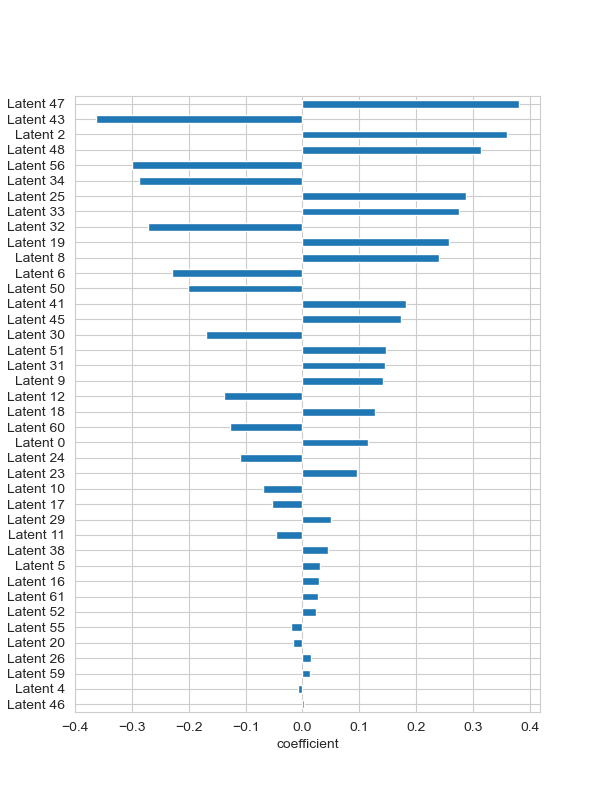 Latent 47
Latent 43
Latent 2
Latent 48
Latent 56
Latent 34
Latent 25
Latent 33
Latent 32
Latent 19
Latent 8
Latent 6
Latent 50
Latent 41
Latent 45
Latent 30
Latent 51
Latent 31
Latent 9
Latent 12
Latent 18
Latent 60
Latent 0
Latent 24
Latent 23
Latent 10
Latent 17
Latent 29
Latent 11
Latent 38
Latent 5
Latent 16
Latent 61
Latent 52
Latent 55
Latent 20
Latent 26
Latent 59
Latent 4
Latent 46
−0.4 −0.3 −0.2 −0.1 0.0 0.1 0.2 0.3 0.4
coefficient